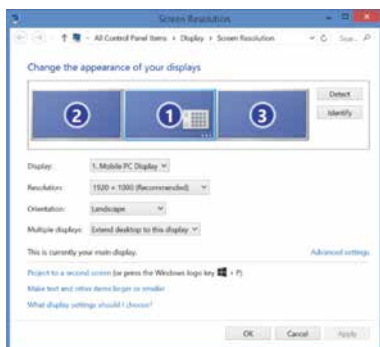 Screen Resolution
All Control Panel Items › Display › Screen Resolution
Change the appearance of your displays
2 1 3
Detect
Identify
Display: 1. Mobile PC Display
Resolution: 1920 × 1080 (Recommended)
Orientation: Landscape
Multiple displays: Extend desktop to this display
This is currently your main display.
Advanced settings
Project to a second screen (or press the Windows logo key + P)
Make text and other items larger or smaller
What display settings should I choose?
OK Cancel Apply